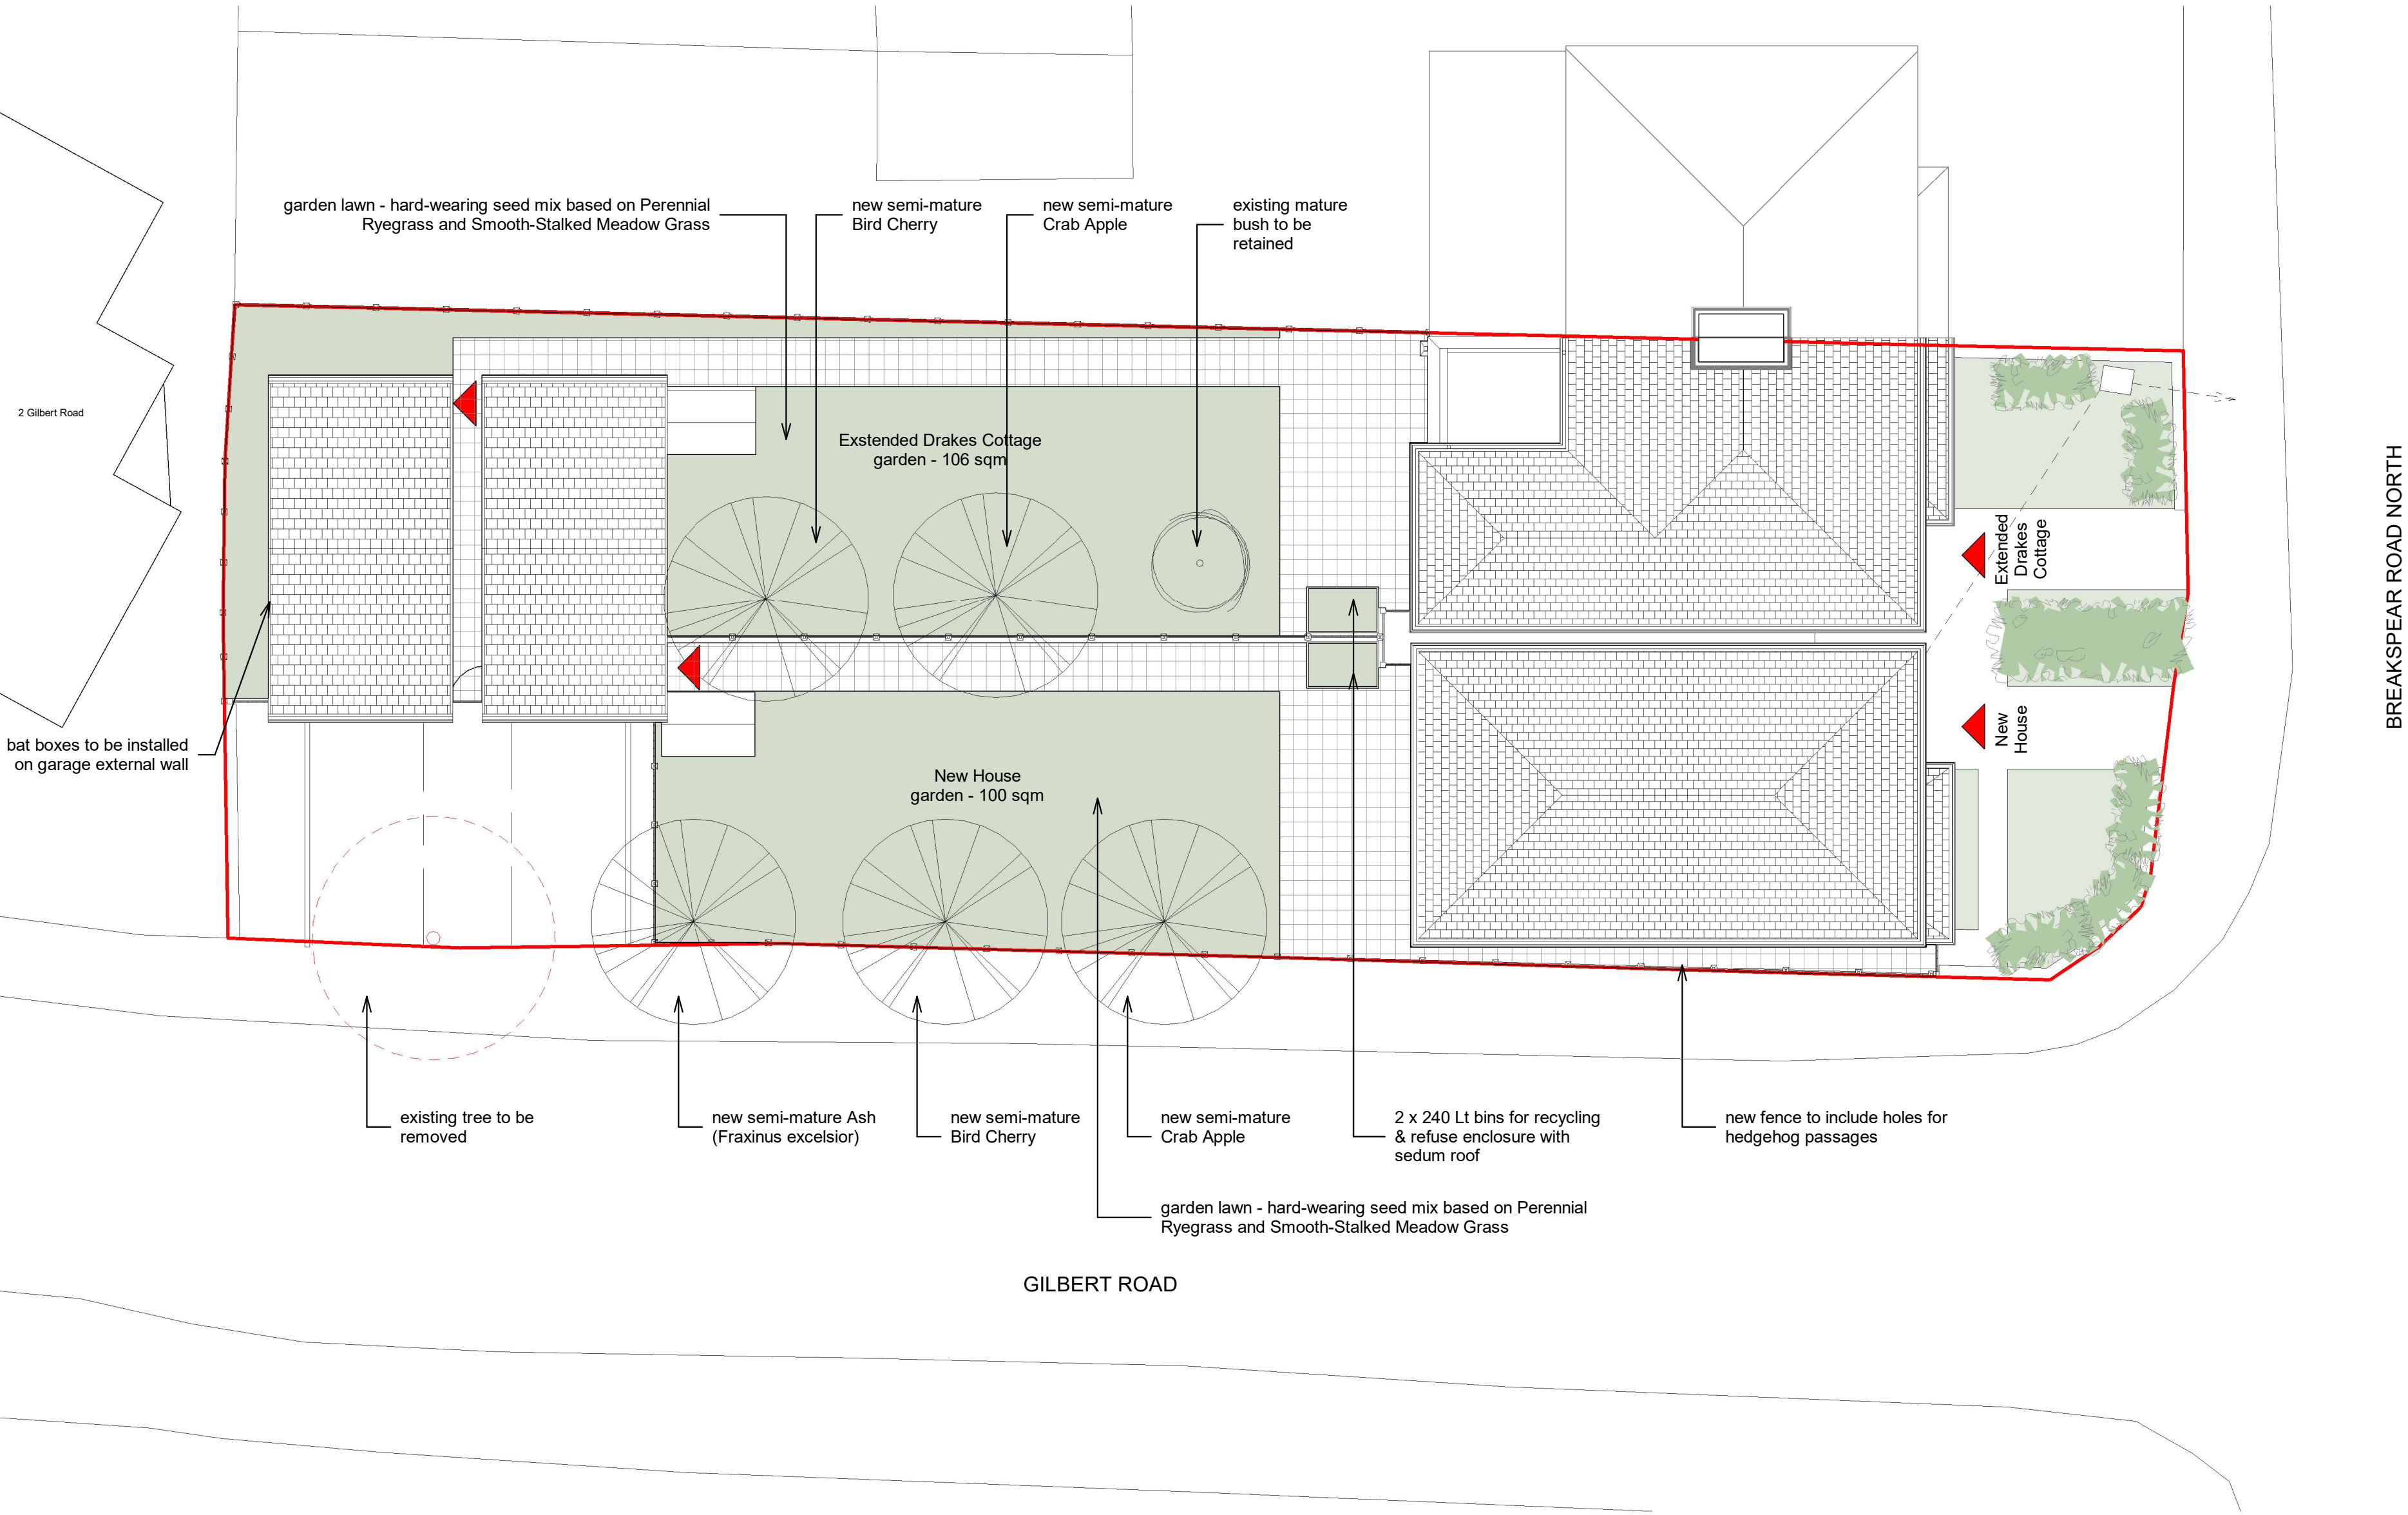 garden lawn - hard-wearing seed mix based on Perennial
Ryegrass and Smooth-Stalked Meadow Grass
new semi-mature
Bird Cherry
new semi-mature
Crab Apple
existing mature
bush to be
retained
2 Gilbert Road
Exstended Drakes Cottage
garden - 106 sqm
Extended
Drakes
Cottage
BREAKSPEAR ROAD NORTH
New
House
bat boxes to be installed
on garage external wall
New House
garden - 100 sqm
existing tree to be
removed
new semi-mature Ash
(Fraxinus excelsior)
new semi-mature
Bird Cherry
new semi-mature
Crab Apple
2 x 240 Lt bins for recycling
& refuse enclosure with
sedum roof
new fence to include holes for
hedgehog passages
garden lawn - hard-wearing seed mix based on Perennial
Ryegrass and Smooth-Stalked Meadow Grass
GILBERT ROAD